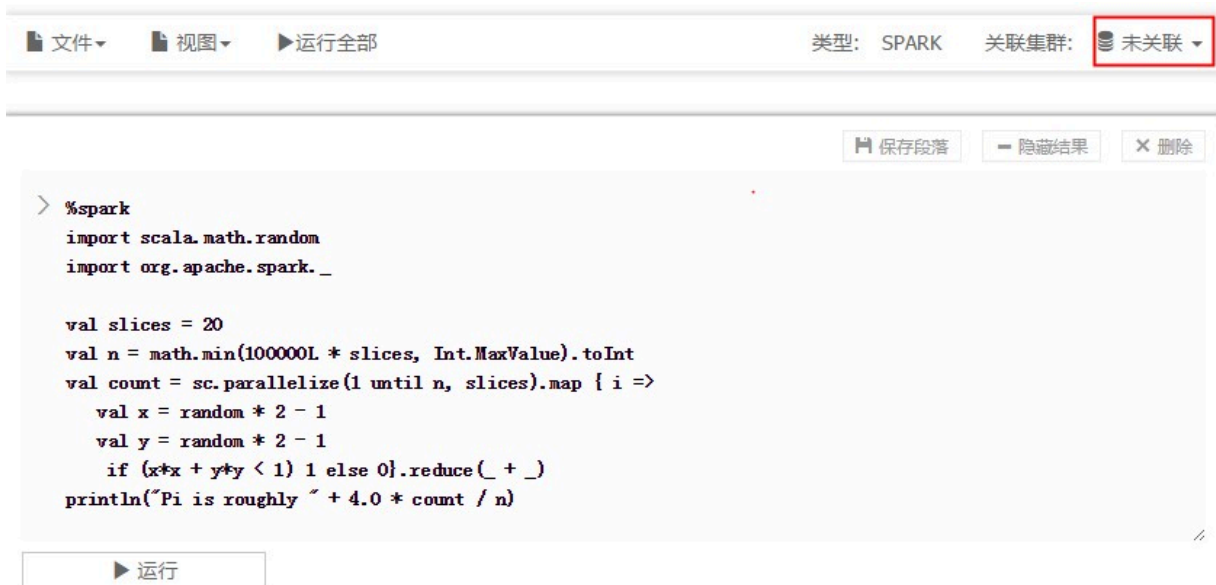 文件 视图 运行全部 类型: SPARK 关联集群: 未关联
保存段落 隐藏结果 删除
%spark
import scala.math.random
import org.apache.spark._
val slices = 20
val n = math.min(100000L * slices, Int.MaxValue).toInt
val count = sc.parallelize(1 until n, slices).map { i =>
val x = random * 2 - 1
val y = random * 2 - 1
if (x*x + y*y < 1) 1 else 0}.reduce(_ + _)
println("Pi is roughly " + 4.0 * count / n)
运行